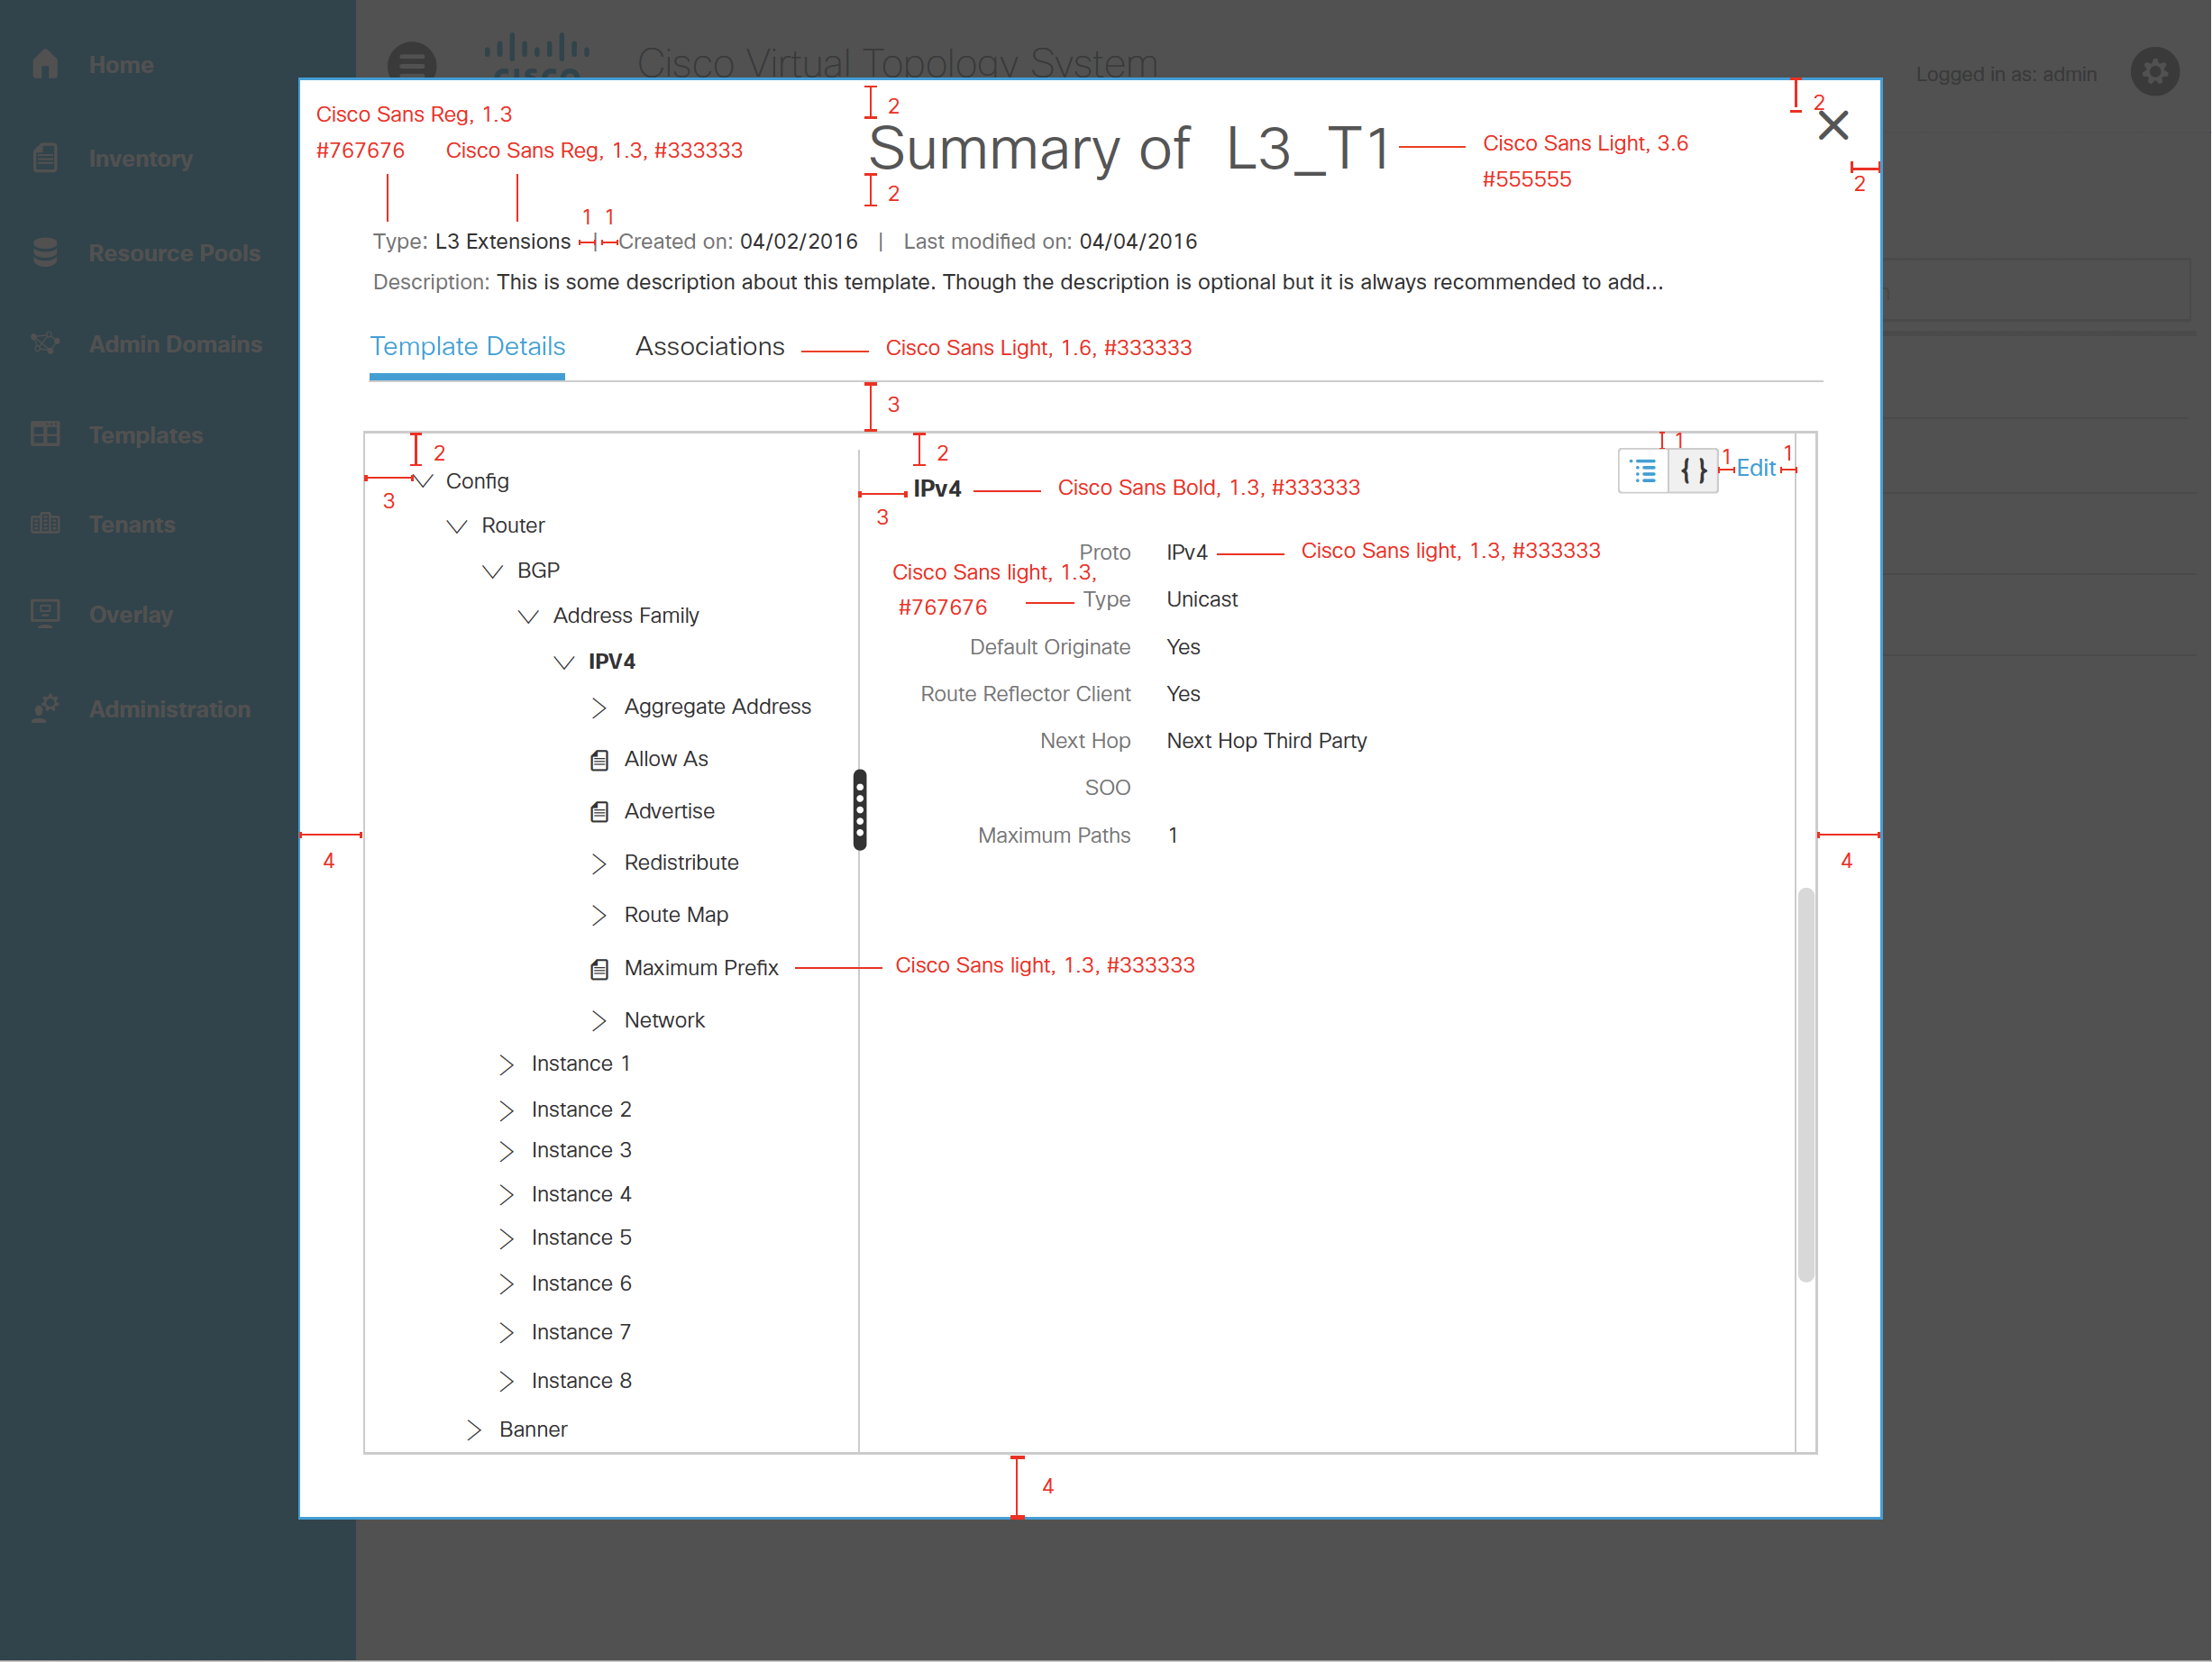 Home
Inventory
Resource Pools
Admin Domains
Templates
Tenants
Overlay
Administration
CISCO
Cisco Virtual Topology System
Logged in as: admin
Cisco Sans Reg, 1.3
#767676
Cisco Sans Reg, 1.3, #333333
2
Summary of L3_T1
Cisco Sans Light, 3.6
#555555
2
2
2
1 1
Type: L3 Extensions | Created on: 04/02/2016 | Last modified on: 04/04/2016
Description: This is some description about this template. Though the description is optional but it is always recommended to add...
Template Details
Associations
Cisco Sans Light, 1.6, #333333
3
2
3
Config
Router
BGP
Address Family
IPV4
Aggregate Address
Allow As
Advertise
Redistribute
Route Map
Maximum Prefix
Cisco Sans light, 1.3, #333333
Network
Instance 1
Instance 2
Instance 3
Instance 4
Instance 5
Instance 6
Instance 7
Instance 8
Banner
2
3
IPv4
Cisco Sans Bold, 1.3, #333333
1
{ }
1
Edit
1
Proto IPv4
Cisco Sans light, 1.3, #333333
Cisco Sans light, 1.3,
#767676
Type Unicast
Default Originate Yes
Route Reflector Client Yes
Next Hop Next Hop Third Party
SOO
Maximum Paths 1
4
4
4